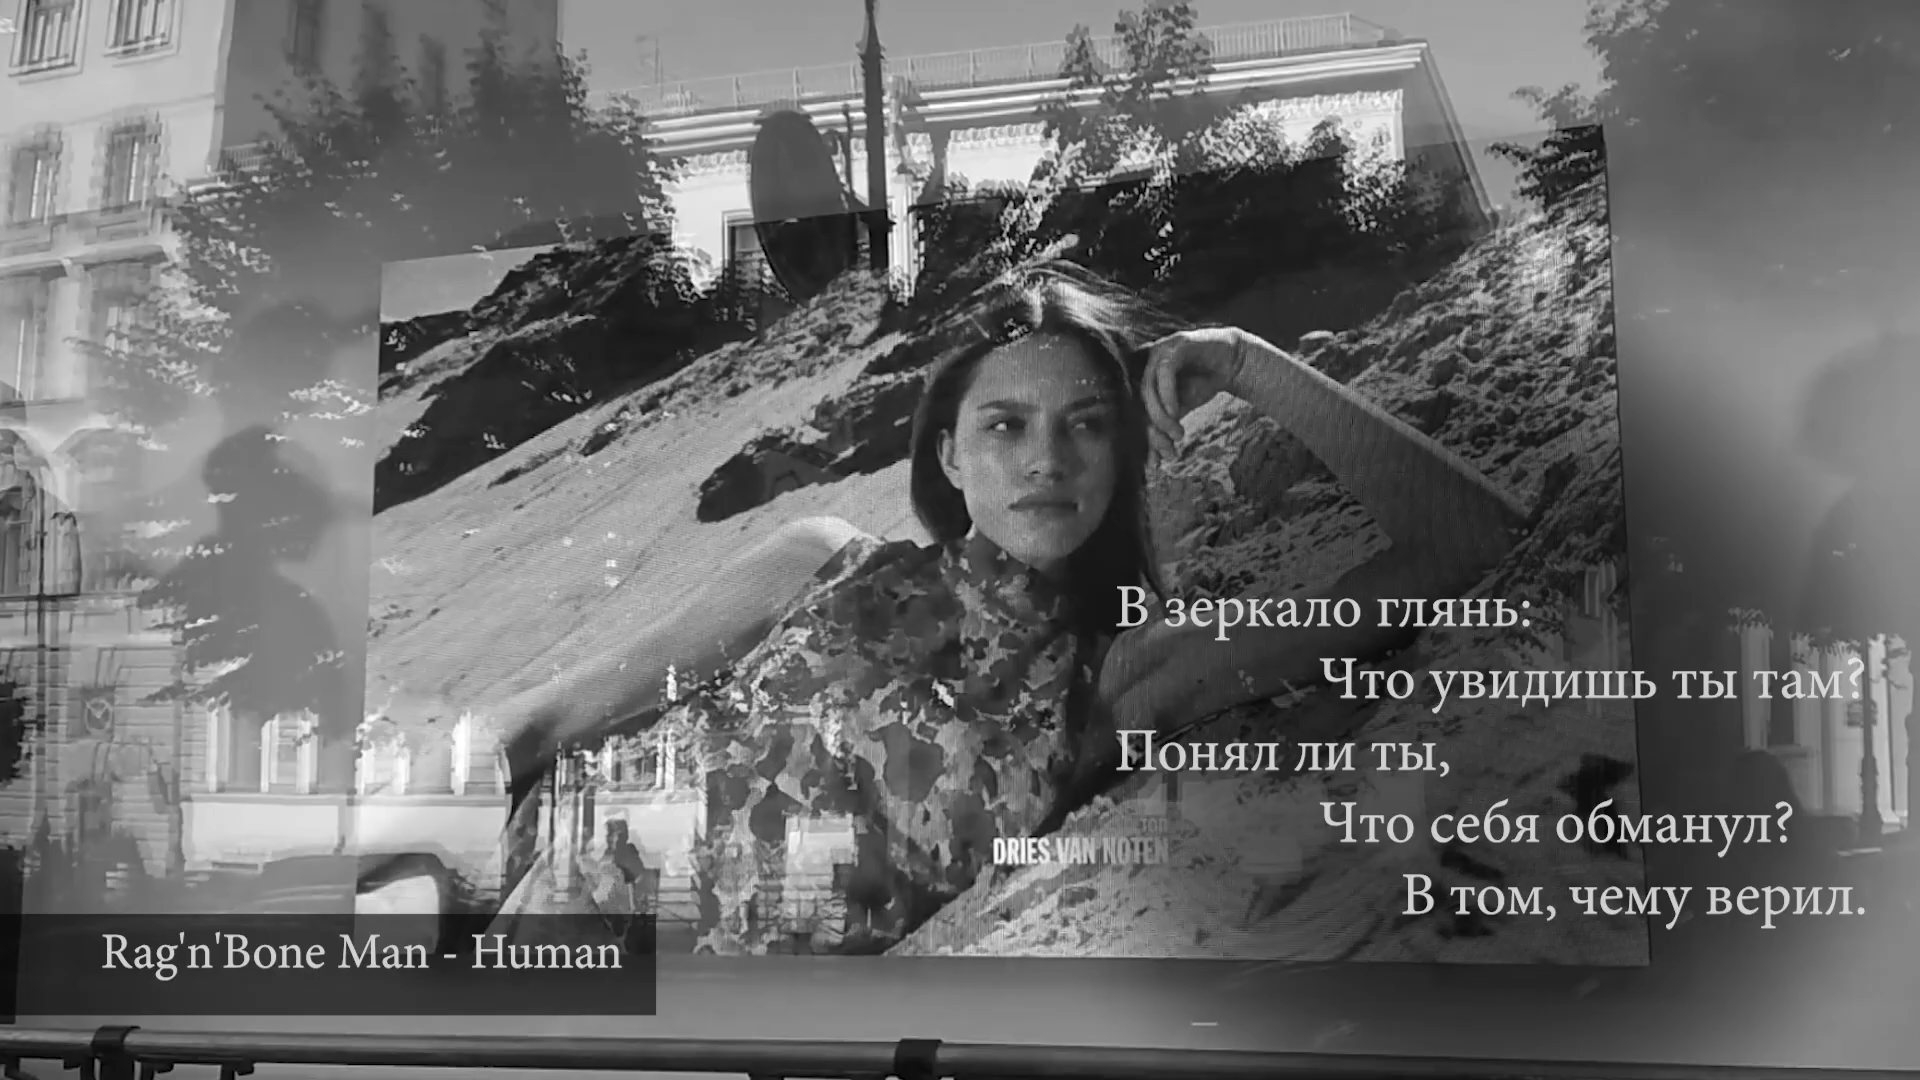 В зеркало глянь:
Что увидишь ты там?
Понял ли ты,
Что себя обманул?
В том, чему верил.
ТОП
DRIES VAN NOTEN
Rag'n'Bone Man - Human